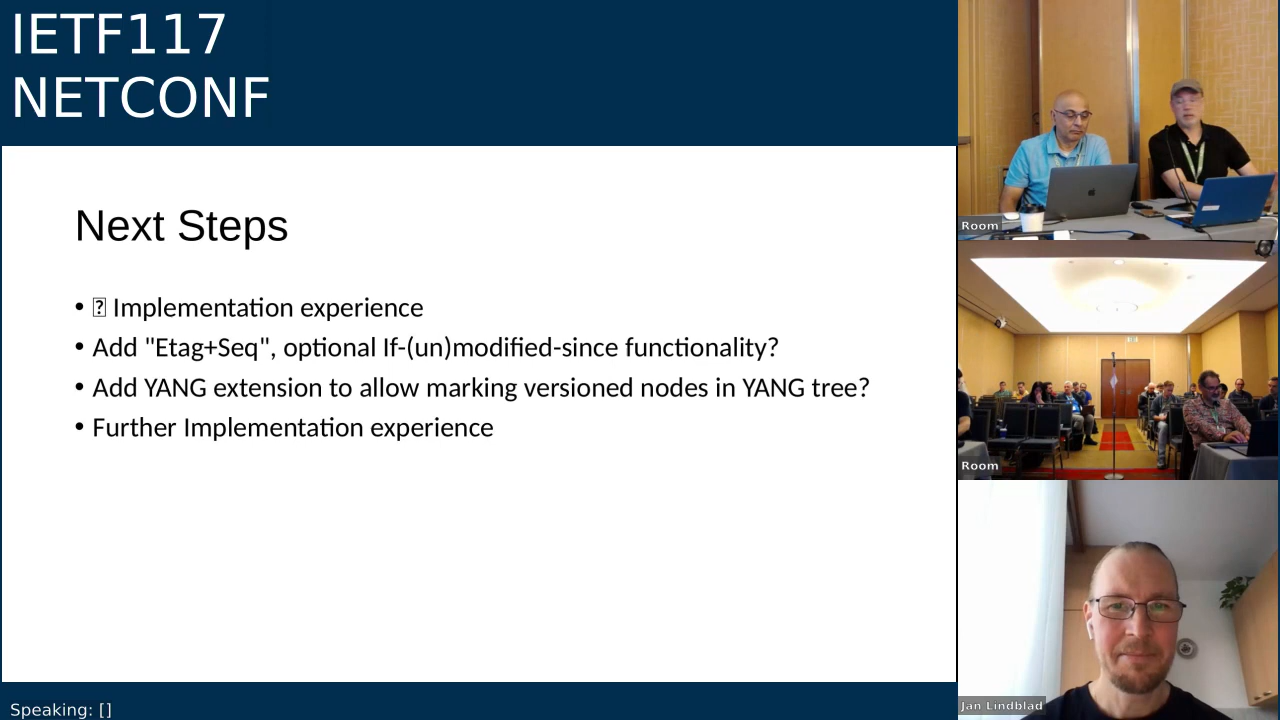 IETF117
NETCONF
Next Steps
• ⍰ Implementation experience
• Add "Etag+Seq", optional If-(un)modified-since functionality?
• Add YANG extension to allow marking versioned nodes in YANG tree?
• Further Implementation experience
Speaking: []
Room
Room
Jan Lindblad